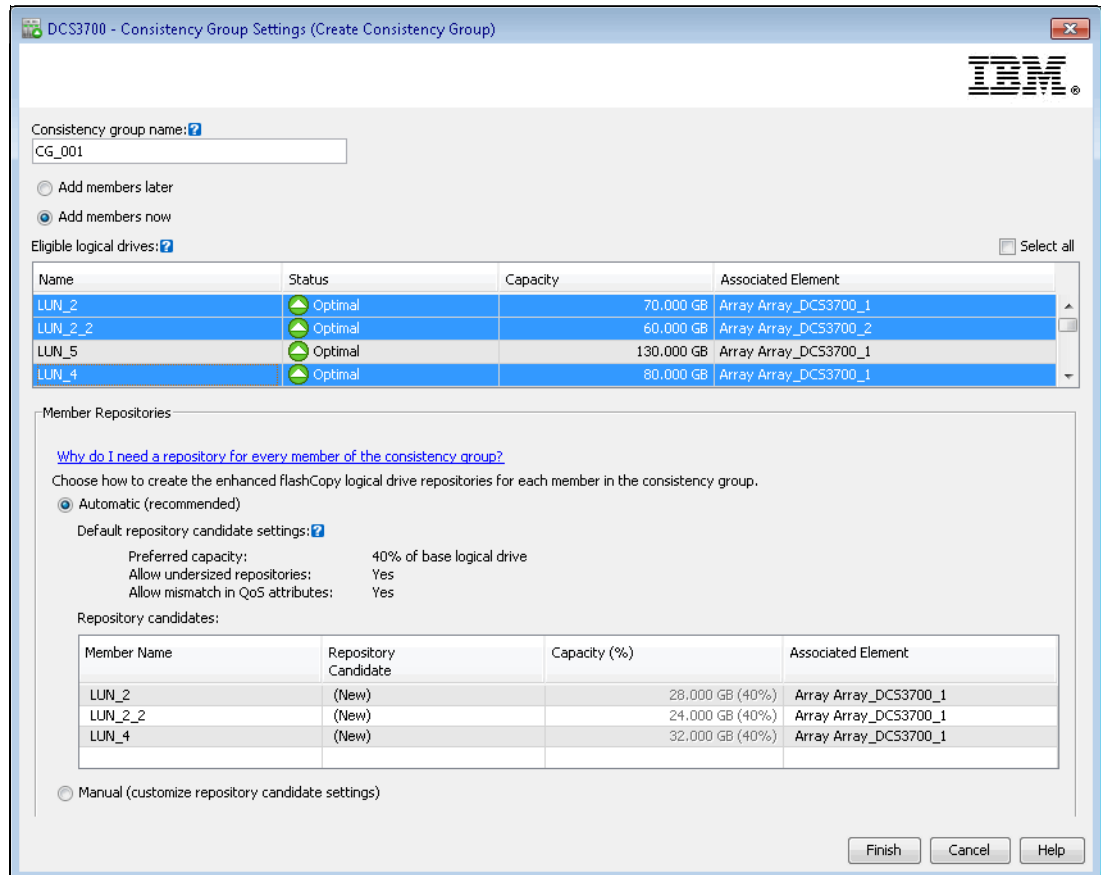 DCS3700 - Consistency Group Settings (Create Consistency Group)
IBM®
Consistency group name:?
CG_001
Add members later
Add members now
Eligible logical drives:? Select all
Name Status Capacity Associated Element
LUN_2 Optimal 70.000 GB Array Array_DCS3700_1
LUN_2_2 Optimal 60.000 GB Array Array_DCS3700_2
LUN_5 Optimal 130.000 GB Array Array_DCS3700_1
LUN_4 Optimal 80.000 GB Array Array_DCS3700_1
Member Repositories
Why do I need a repository for every member of the consistency group?
Choose how to create the enhanced flashCopy logical drive repositories for each member in the consistency group.
Automatic (recommended)
Default repository candidate settings:?
Preferred capacity: 40% of base logical drive
Allow undersized repositories: Yes
Allow mismatch in QoS attributes: Yes
Repository candidates:
Member Name Repository Candidate Capacity (%) Associated Element
LUN_2 (New) 28.000 GB (40%) Array Array_DCS3700_1
LUN_2_2 (New) 24.000 GB (40%) Array Array_DCS3700_1
LUN_4 (New) 32.000 GB (40%) Array Array_DCS3700_1
Manual (customize repository candidate settings)
Finish Cancel Help